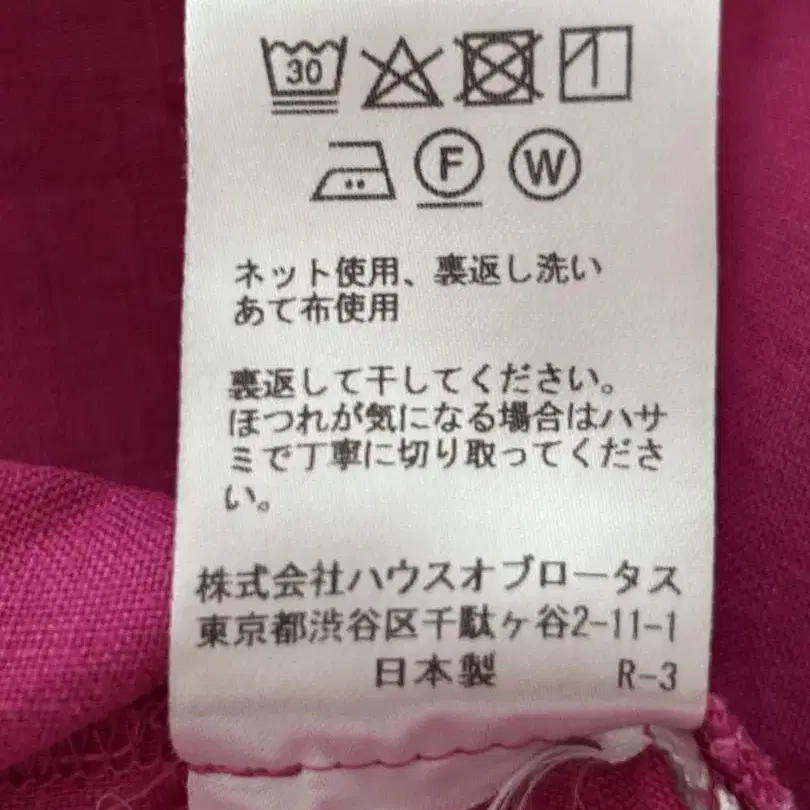 30
F W
ネット使用、裏返し洗い
あて布使用
裏返して干してください。
ほつれが気になる場合はハサ
ミで丁寧に切り取ってくださ
い。
株式会社ハウスオブロータス
東京都渋谷区千駄ヶ谷2-11-1
日本製 R-3